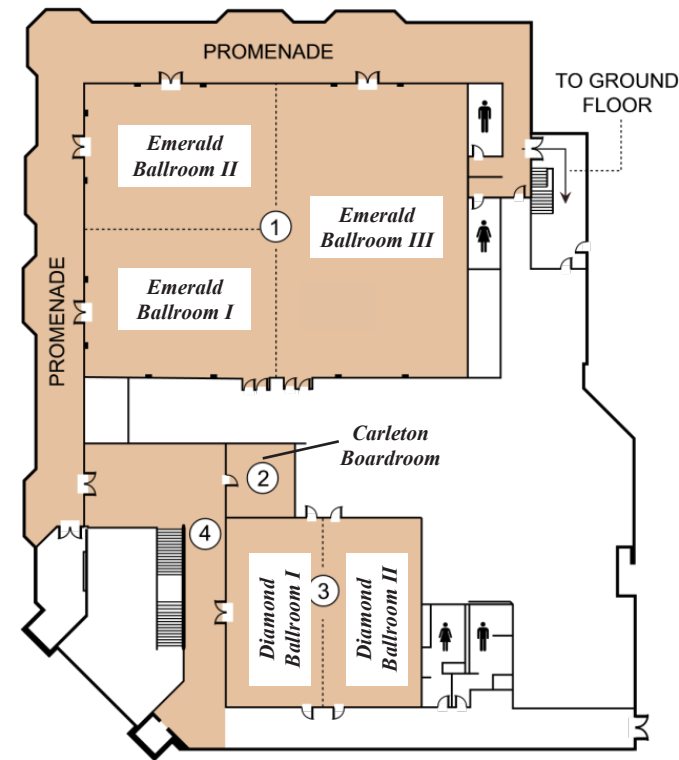 PROMENADE
TO GROUND
FLOOR
Emerald
Ballroom II
Emerald
Ballroom III
1
PROMENADE
Emerald
Ballroom I
Carleton
Boardroom
2
4
3
Diamond
Ballroom I
Diamond
Ballroom II